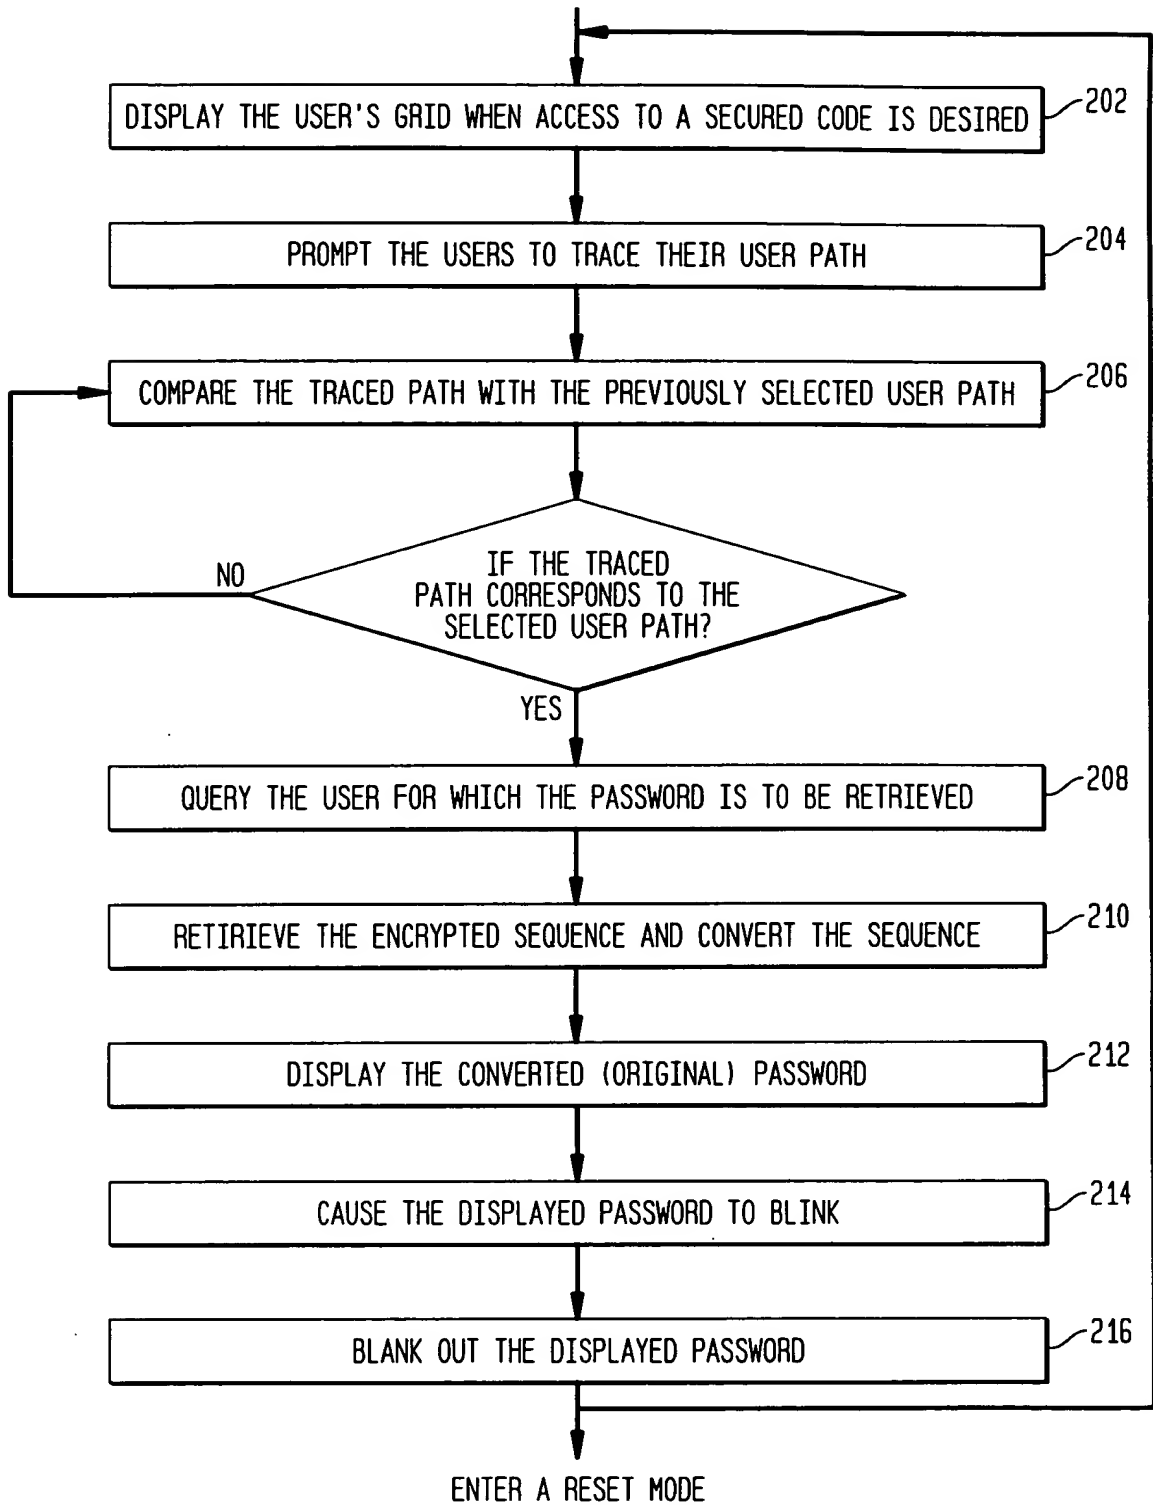 DISPLAY THE USER'S GRID WHEN ACCESS TO A SECURED CODE IS DESIRED
202
PROMPT THE USERS TO TRACE THEIR USER PATH
204
COMPARE THE TRACED PATH WITH THE PREVIOUSLY SELECTED USER PATH
206
IF THE TRACED
PATH CORRESPONDS TO THE
SELECTED USER PATH?
NO
YES
QUERY THE USER FOR WHICH THE PASSWORD IS TO BE RETRIEVED
208
RETIRIEVE THE ENCRYPTED SEQUENCE AND CONVERT THE SEQUENCE
210
DISPLAY THE CONVERTED (ORIGINAL) PASSWORD
212
CAUSE THE DISPLAYED PASSWORD TO BLINK
214
BLANK OUT THE DISPLAYED PASSWORD
216
ENTER A RESET MODE